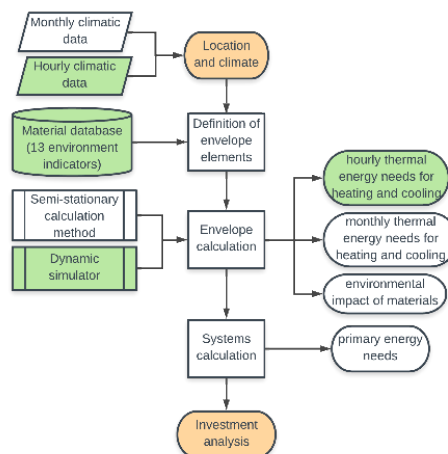 Monthly climatic
data
Hourly climatic
data
Location
and climate
Material database
(13 environment
indicators)
Definition of
envelope
elements
Semi-stationary
calculation
method
Dynamic
simulator
Envelope
calculation
hourly thermal
energy needs for
heating and cooling
monthly thermal
energy needs for
heating and cooling
environmental
impact of materials
Systems
calculation
primary energy
needs
Investment
analysis